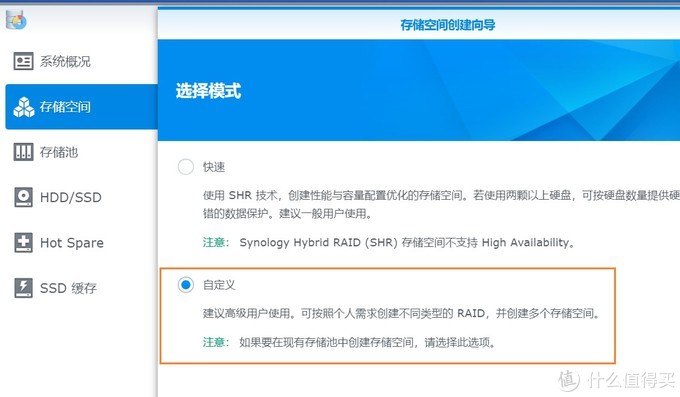 存储空间创建向导
系统概况
存储空间
存储池
HDD/SSD
Hot Spare
SSD 缓存
选择模式
快速
使用 SHR 技术，创建性能与容量配置优化的存储空间。若使用两颗以上硬盘，可按硬盘数量提供硬
错的数据保护。建议一般用户使用。
注意： Synology Hybrid RAID (SHR) 存储空间不支持 High Availability。
自定义
建议高级用户使用。可按照个人需求创建不同类型的 RAID，并创建多个存储空间。
注意： 如果要在现有存储池中创建存储空间，请选择此选项。
值 什么值得买